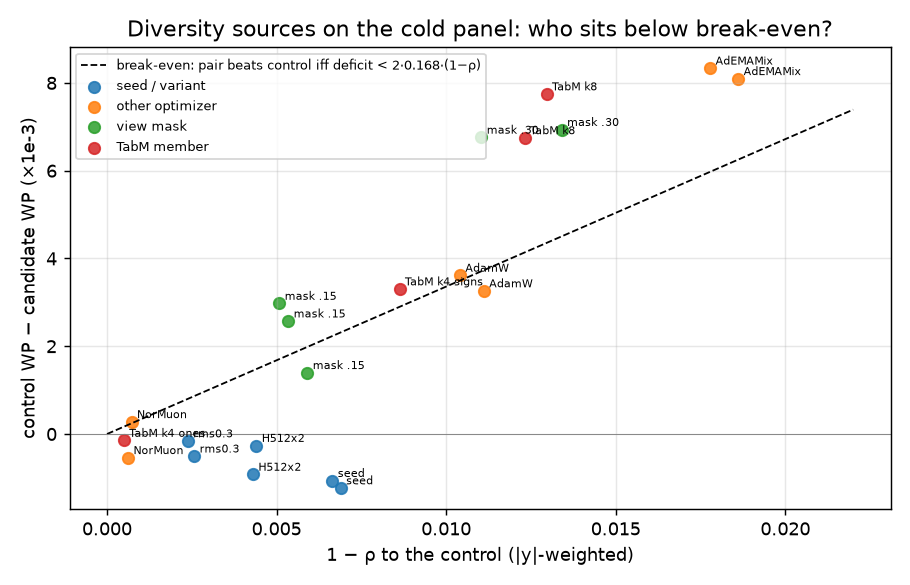 Diversity sources on the cold panel: who sits below break-even?
break-even: pair beats control iff deficit < 2·0.168·(1−ρ)
seed / variant
other optimizer
view mask
TabM member
AdEMAMix
AdEMAMix
TabM k8
mask .30
mask .30
TabM k8
AdamW
TabM k4 signs
AdamW
mask .15
mask .15
mask .15
NorMuon
TabM k4 ones
rms0.3
H512x2
NorMuon
rms0.3
H512x2
seed
seed
8
6
4
2
0
control WP − candidate WP (×1e-3)
0.000 0.005 0.010 0.015 0.020
1 − ρ to the control (|y|-weighted)